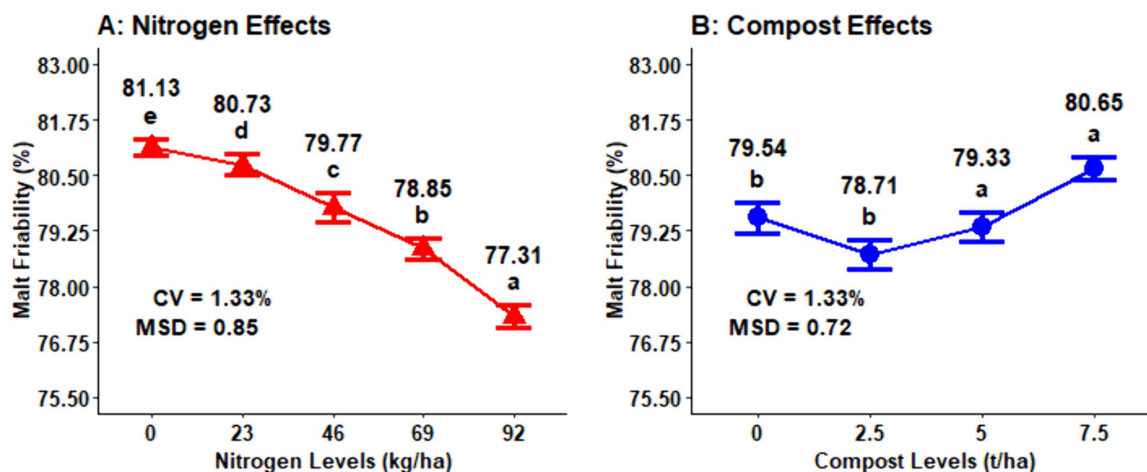 A: Nitrogen Effects
Malt Friability (%)
83.00
81.75
80.50
79.25
78.00
76.75
75.50
81.13
e
80.73
d
79.77
c
78.85
b
77.31
a
CV = 1.33%
MSD = 0.85
0 23 46 69 92
Nitrogen Levels (kg/ha)
B: Compost Effects
Malt Friability (%)
83.00
81.75
80.50
79.25
78.00
76.75
75.50
79.54
b
78.71
b
79.33
a
80.65
a
CV = 1.33%
MSD = 0.72
0 2.5 5 7.5
Compost Levels (t/ha)